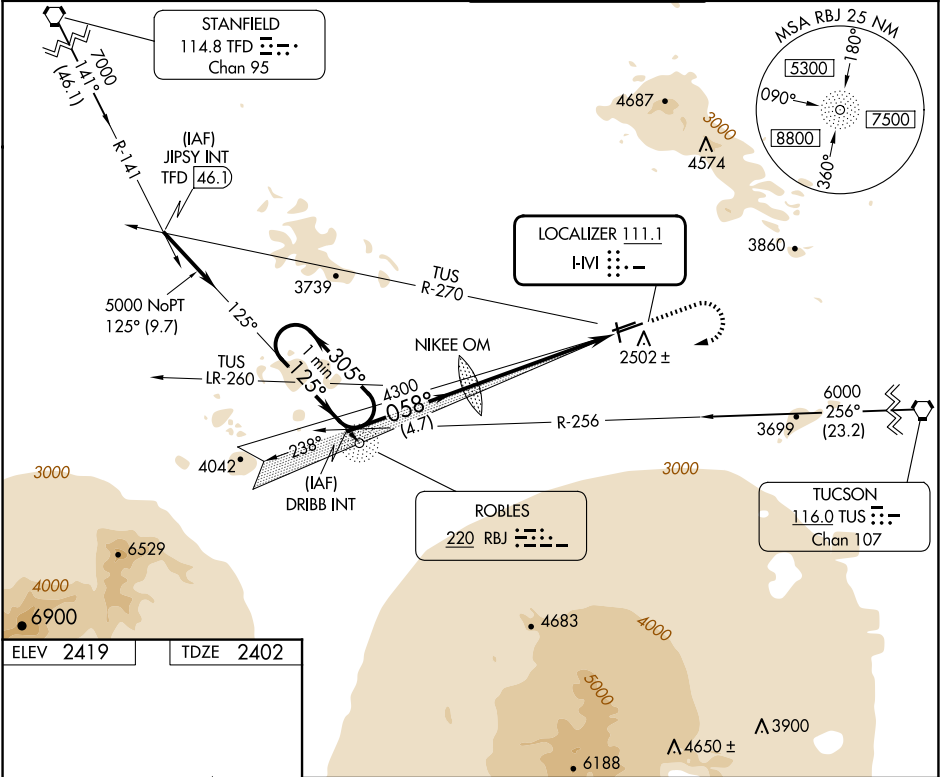 STANFIELD
114.8 TFD
Chan 95
7000
141°
(46.1)
R-141
(IAF)
JIPSY INT
TFD 46.1
5000 NoPT
125° (9.7)
125°
3739
TUS
R-270
4687
3000
4574
3860
MSA RBJ 25 NM
180°
5300
090°
7500
8800
360°
LOCALIZER 111.1
I-IVI
2502 ±
NIKEE OM
1 min
305°
125°
TUS
LR-260
4300
058°
(4.7)
238°
4042
(IAF)
DRIBB INT
R-256
6000
256°
(23.2)
3699
ROBLES
220 RBJ
TUCSON
116.0 TUS
Chan 107
3000
3000
6529
4000
6900
4683
4000
5000
3900
4650 ±
6188
ELEV 2419
TDZE 2402